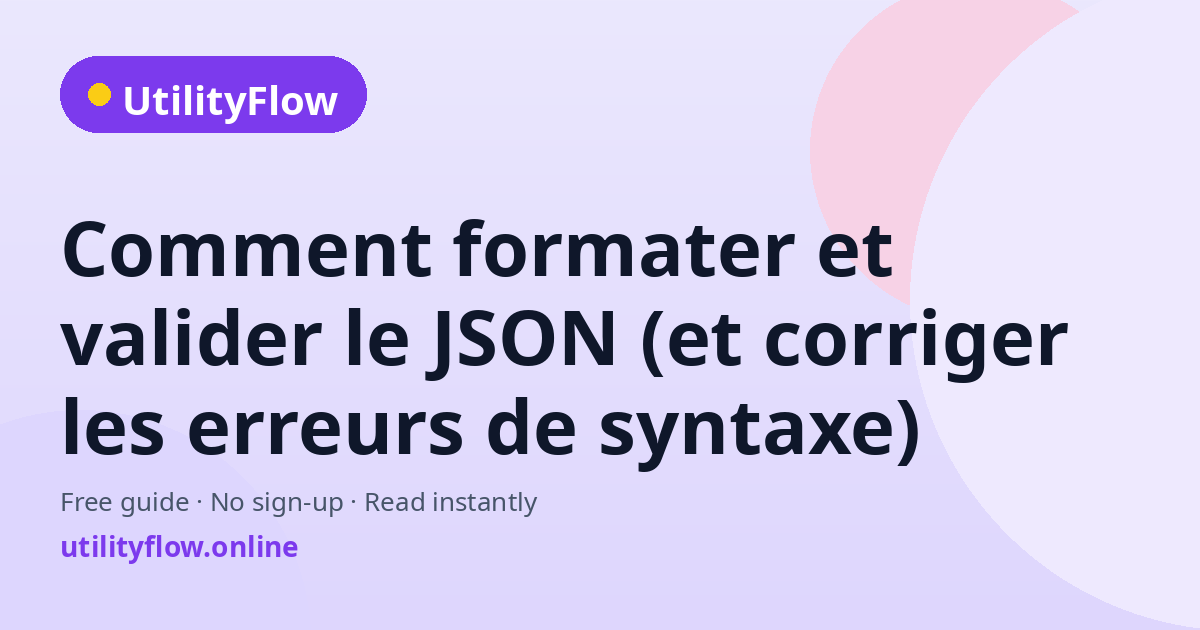 UtilityFlow
Comment formater et
valider le JSON (et corriger
les erreurs de syntaxe)
Free guide · No sign-up · Read instantly
utilityflow.online